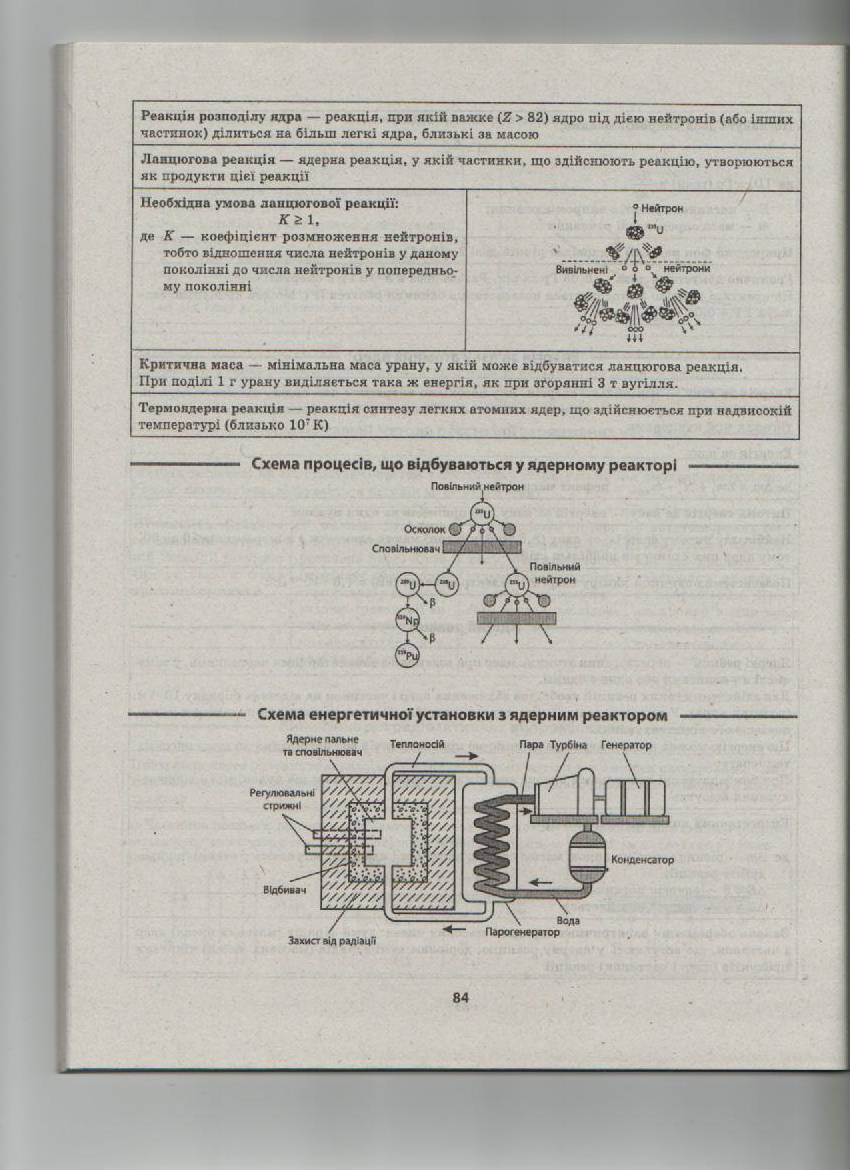 Реакція розподілу ядра — реакція, при якій важке (Z > 82) ядро під дією нейтронів (або інших
частинок) ділиться на більш легкі ядра, близькі за масою
Ланцюгова реакція — ядерна реакція, у якій частинки, що здійснюють реакцію, утворюються
як продукти цієї реакції
Необхідна умова ланцюгової реакції:
K ≥ 1,
де K — коефіцієнт розмноження нейтронів,
тобто відношення числа нейтронів у даному
поколінні до числа нейтронів у попередньо-
му поколінні
Нейтрон
U
Вивільнені нейтрони
Критична маса — мінімальна маса урану, у якій може відбуватися ланцюгова реакція.
При поділі 1 г урану виділяється така ж енергія, як при згорянні 3 т вугілля.
Термоядерна реакція — реакція синтезу легких атомних ядер, що здійснюється при надвисокій
температурі (близько 10⁷ К)
Схема процесів, що відбуваються у ядерному реакторі
Повільний нейтрон
U
Осколок
Сповільнювач
Повільний
нейтрон
U U U
β
Np
β
Pu
Схема енергетичної установки з ядерним реактором
Ядерне пальне
та сповільнювач
Теплоносій
Пара Турбіна Генератор
Регулювальні
стрижні
Конденсатор
Відбивач
Вода
Парогенератор
Захист від радіації
84